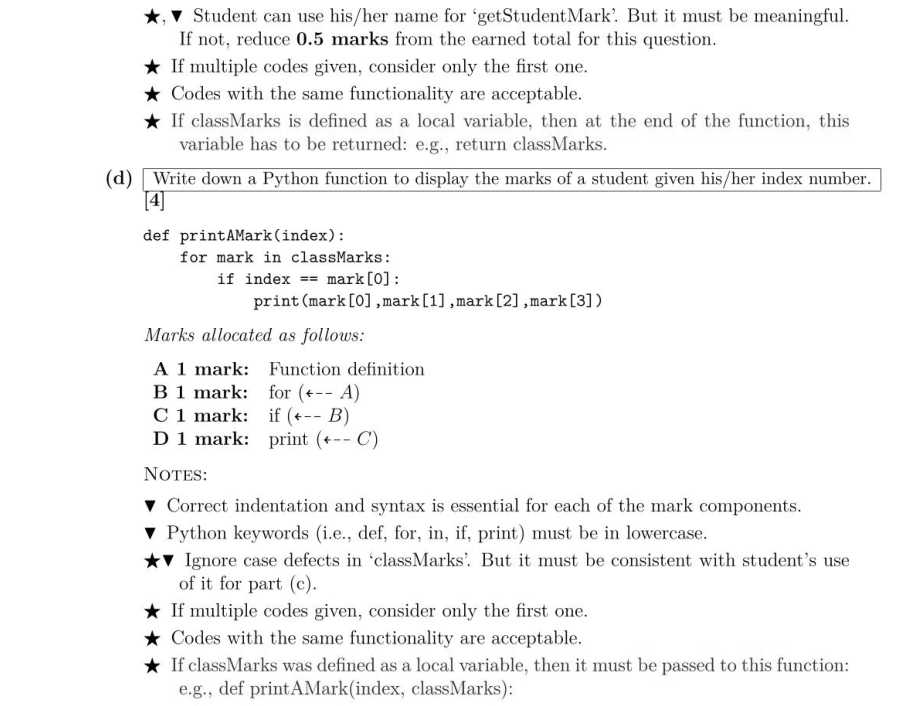 ★,▼ Student can use his/her name for ‘getStudentMark’. But it must be meaningful.
If not, reduce 0.5 marks from the earned total for this question.
★ If multiple codes given, consider only the first one.
★ Codes with the same functionality are acceptable.
★ If classMarks is defined as a local variable, then at the end of the function, this
variable has to be returned: e.g., return classMarks.
(d) Write down a Python function to display the marks of a student given his/her index number.
[4]
def printAMark(index):
    for mark in classMarks:
        if index == mark[0]:
            print(mark[0],mark[1],mark[2],mark[3])
Marks allocated as follows:
A 1 mark: Function definition
B 1 mark: for (⇠ A)
C 1 mark: if (⇠ B)
D 1 mark: print (⇠ C)
NOTES:
▼ Correct indentation and syntax is essential for each of the mark components.
▼ Python keywords (i.e., def, for, in, if, print) must be in lowercase.
★▼ Ignore case defects in ‘classMarks’. But it must be consistent with student’s use
of it for part (c).
★ If multiple codes given, consider only the first one.
★ Codes with the same functionality are acceptable.
★ If classMarks was defined as a local variable, then it must be passed to this function:
e.g., def printAMark(index, classMarks):